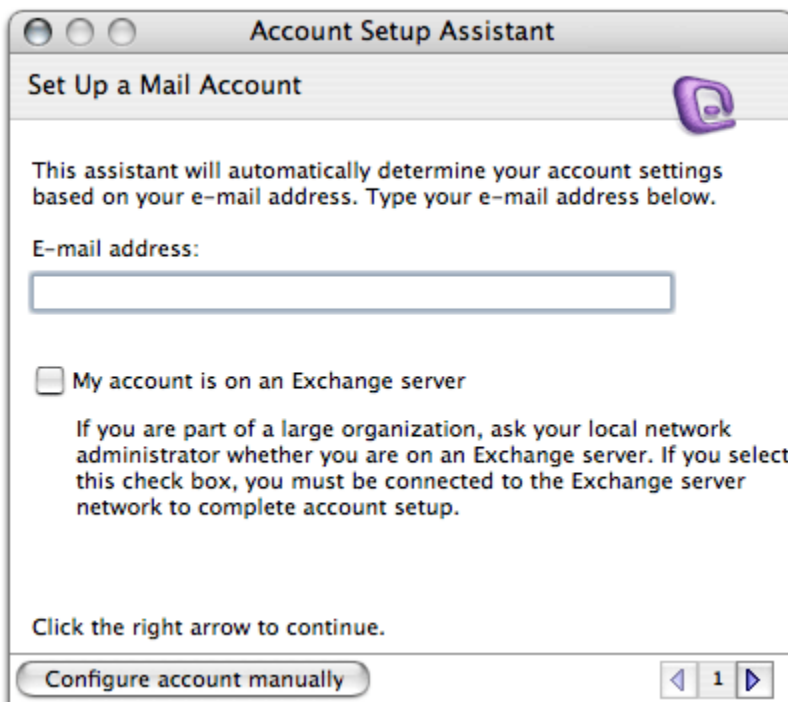 Account Setup Assistant
Set Up a Mail Account
This assistant will automatically determine your account settings
based on your e-mail address. Type your e-mail address below.
E-mail address:
My account is on an Exchange server
If you are part of a large organization, ask your local network
administrator whether you are on an Exchange server. If you select
this check box, you must be connected to the Exchange server
network to complete account setup.
Click the right arrow to continue.
Configure account manually
1